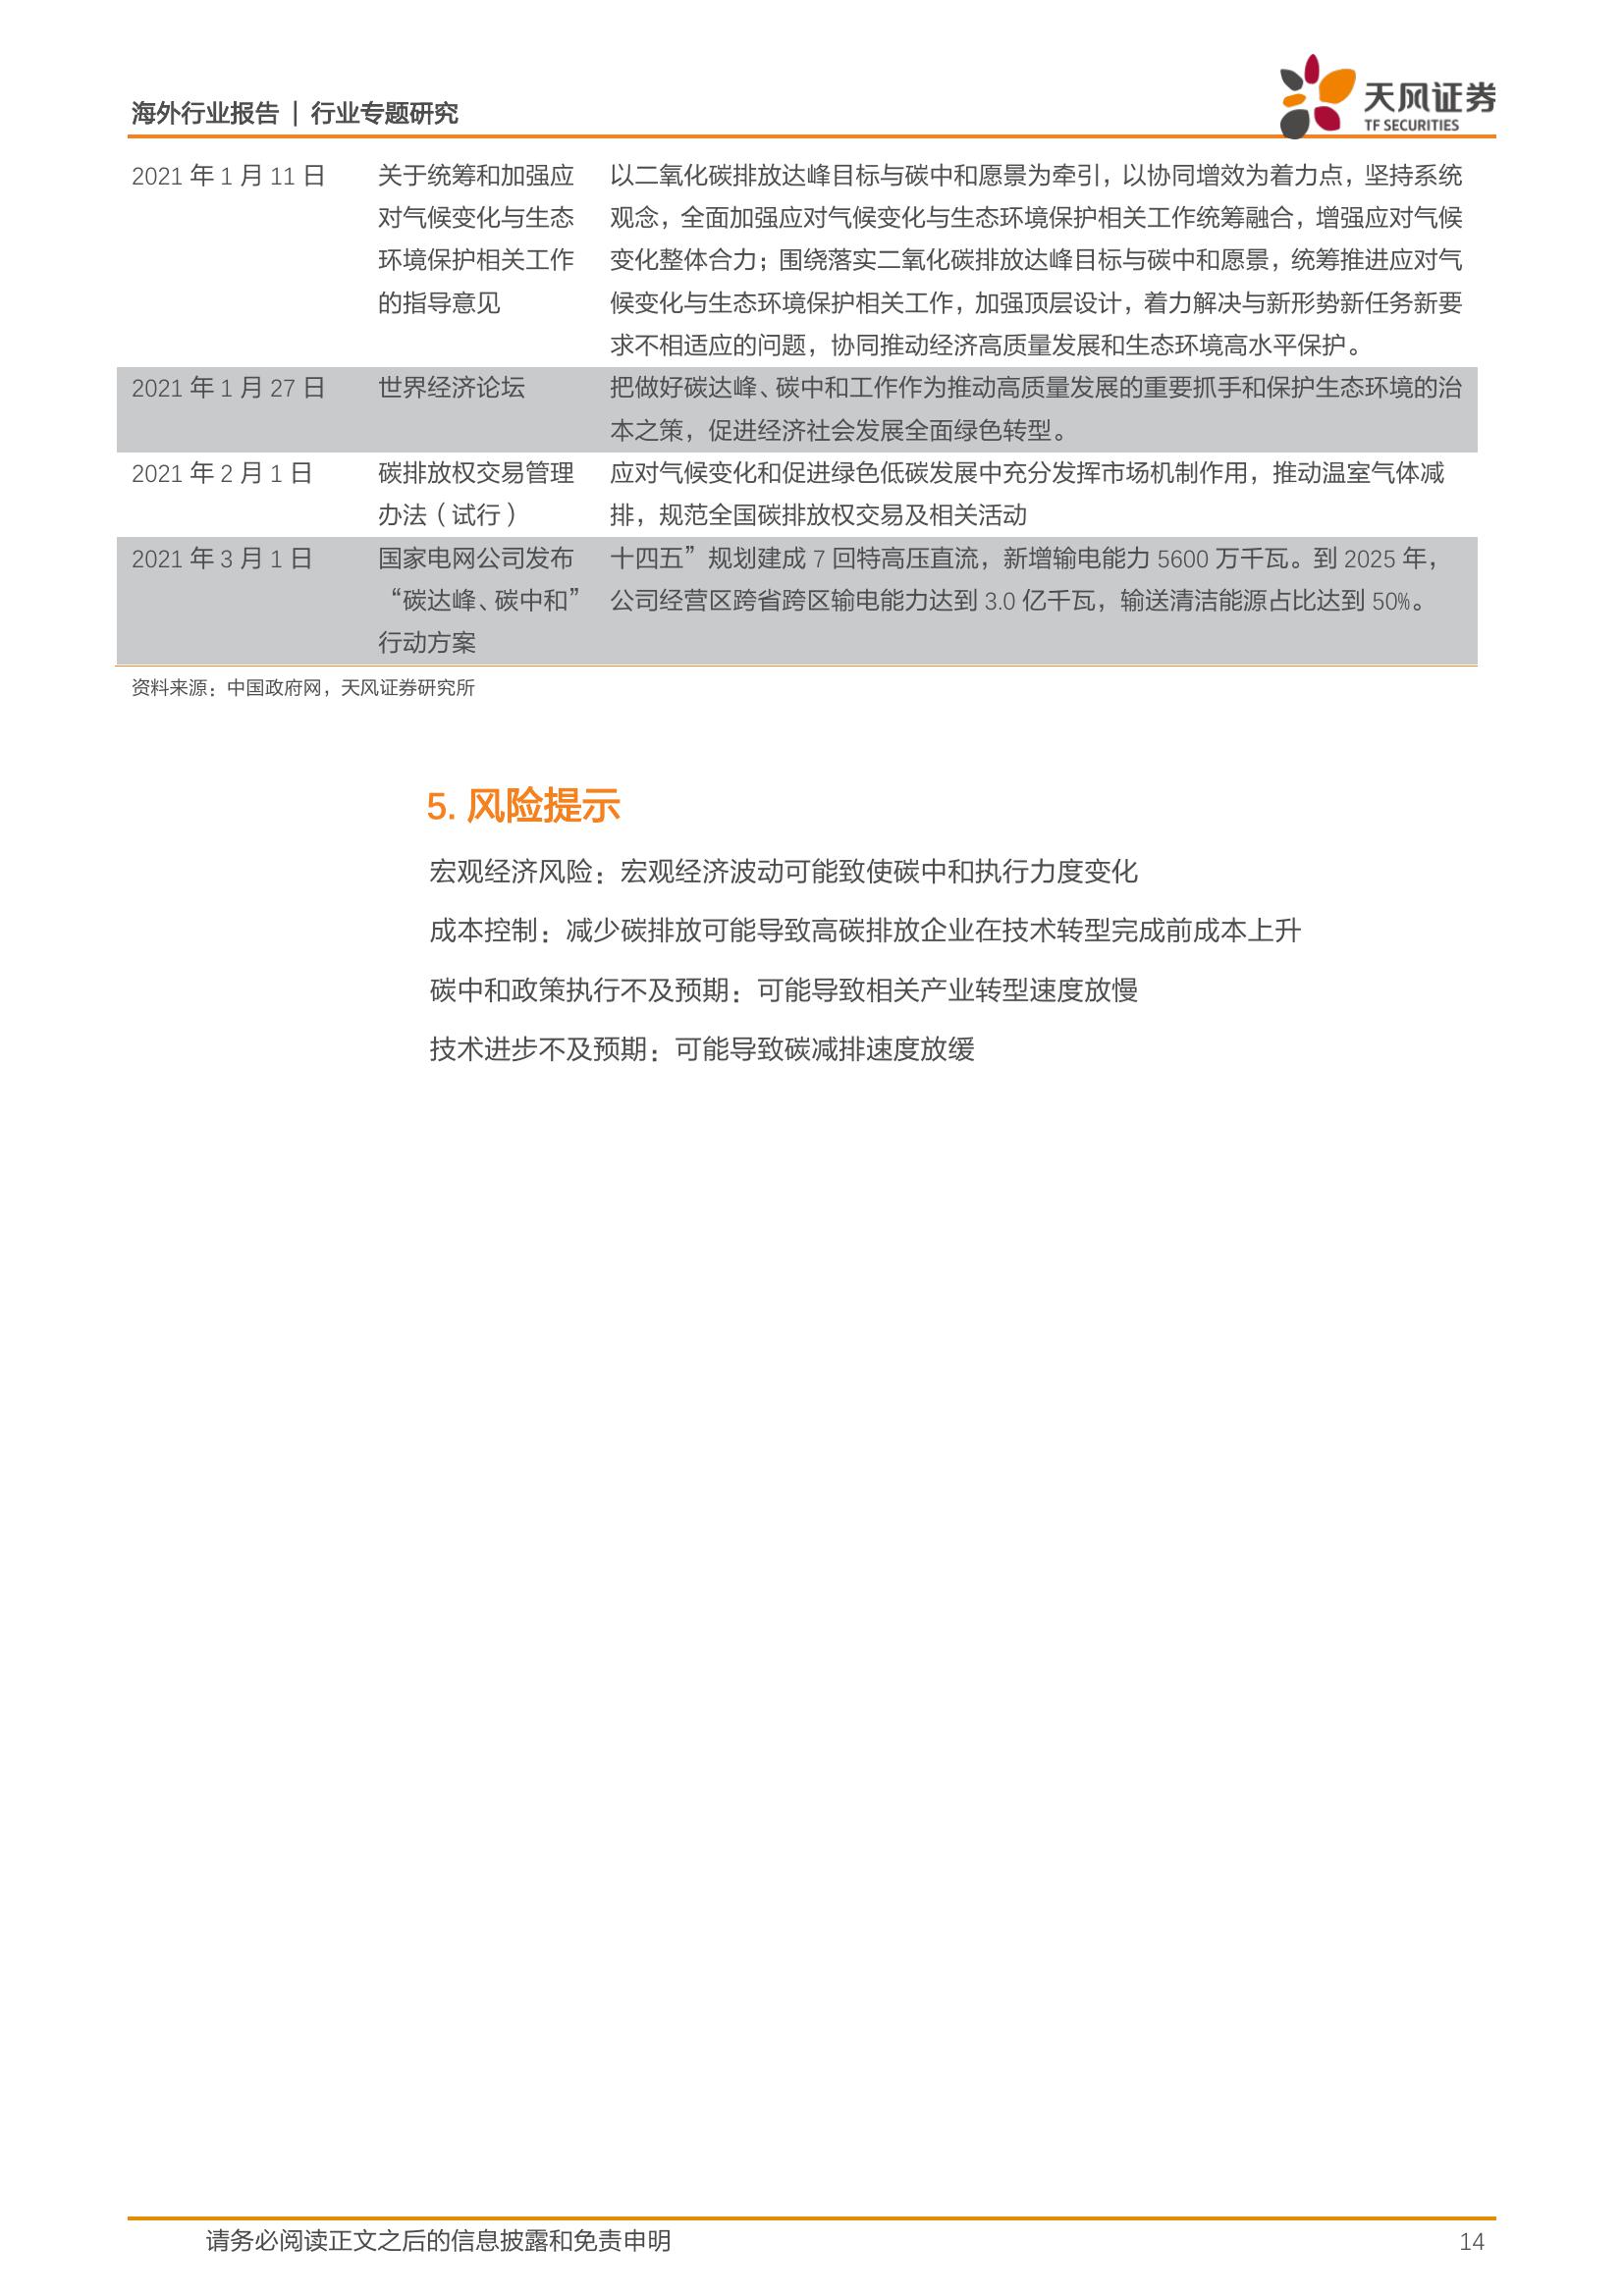 海外行业报告 | 行业专题研究
天风证券
TF SECURITIES
2021 年 1 月 11 日
关于统筹和加强应
对气候变化与生态
环境保护相关工作
的指导意见
以二氧化碳排放达峰目标与碳中和愿景为牵引，以协同增效为着力点，坚持系统
观念，全面加强应对气候变化与生态环境保护相关工作统筹融合，增强应对气候
变化整体合力；围绕落实二氧化碳排放达峰目标与碳中和愿景，统筹推进应对气
候变化与生态环境保护相关工作，加强顶层设计，着力解决与新形势新任务新要
求不相适应的问题，协同推动经济高质量发展和生态环境高水平保护。
2021 年 1 月 27 日
世界经济论坛
把做好碳达峰、碳中和工作作为推动高质量发展的重要抓手和保护生态环境的治
本之策，促进经济社会发展全面绿色转型。
2021 年 2 月 1 日
碳排放权交易管理
办法（试行）
应对气候变化和促进绿色低碳发展中充分发挥市场机制作用，推动温室气体减
排，规范全国碳排放权交易及相关活动
2021 年 3 月 1 日
国家电网公司发布
“碳达峰、碳中和”
行动方案
十四五”规划建成 7 回特高压直流，新增输电能力 5600 万千瓦。到 2025 年，
公司经营区跨省跨区输电能力达到 3.0 亿千瓦，输送清洁能源占比达到 50%。
资料来源：中国政府网，天风证券研究所
5. 风险提示
宏观经济风险：宏观经济波动可能致使碳中和执行力度变化
成本控制：减少碳排放可能导致高碳排放企业在技术转型完成前成本上升
碳中和政策执行不及预期：可能导致相关产业转型速度放慢
技术进步不及预期：可能导致碳减排速度放缓
请务必阅读正文之后的信息披露和免责申明
14